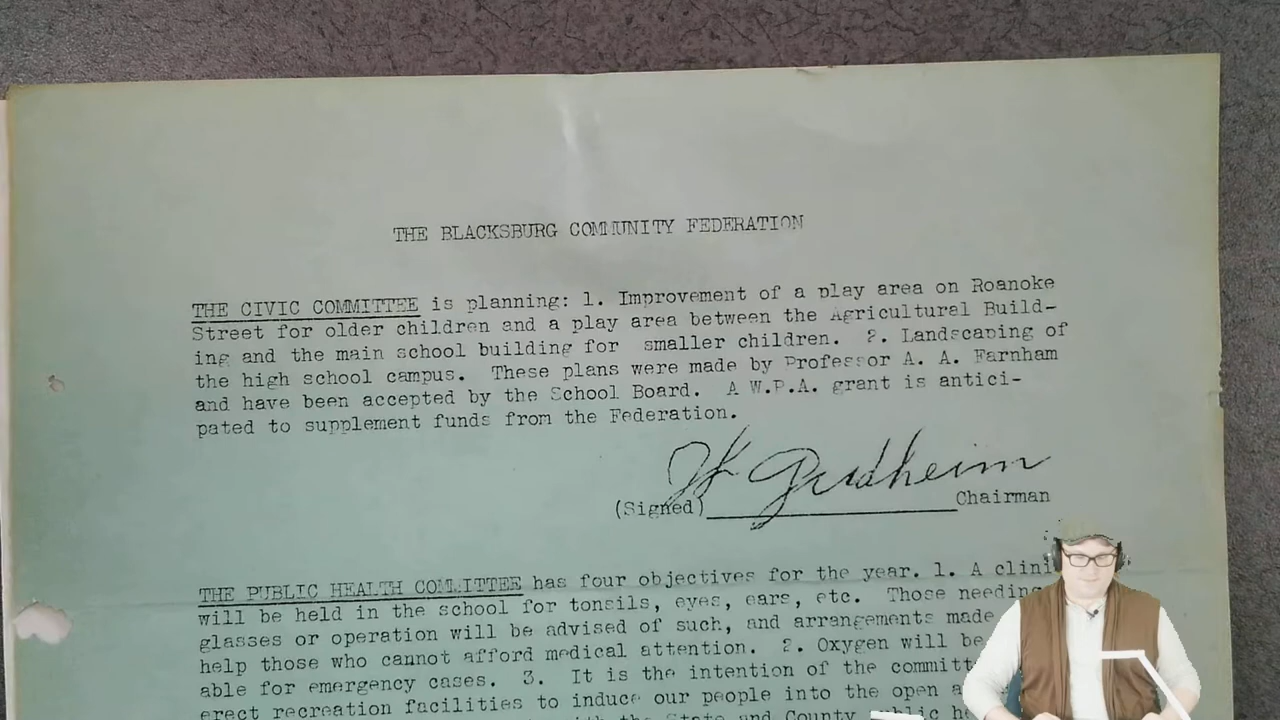 THE BLACKSBURG COMMUNITY FEDERATION
THE CIVIC COMMITTEE is planning: 1. Improvement of a play area on Roanoke
Street for older children and a play area between the Agricultural Build-
ing and the main school building for smaller children. 2. Landscaping of
the high school campus. These plans were made by Professor A. A. Farnham
and have been accepted by the School Board. A W.P.A. grant is antici-
pated to supplement funds from the Federation.
(Signed) Chairman
THE PUBLIC HEALTH COMMITTEE has four objectives for the year. 1. A
will be held in the school for tonsils, eyes, ears, etc. Those needing
glasses or operation will be advised of such, and arrangements made
help those who cannot afford medical attention. 2. Oxygen will be
able for emergency cases. 3. It is the intention of the
erect recreation facilities to induce our people into the open
the State and County